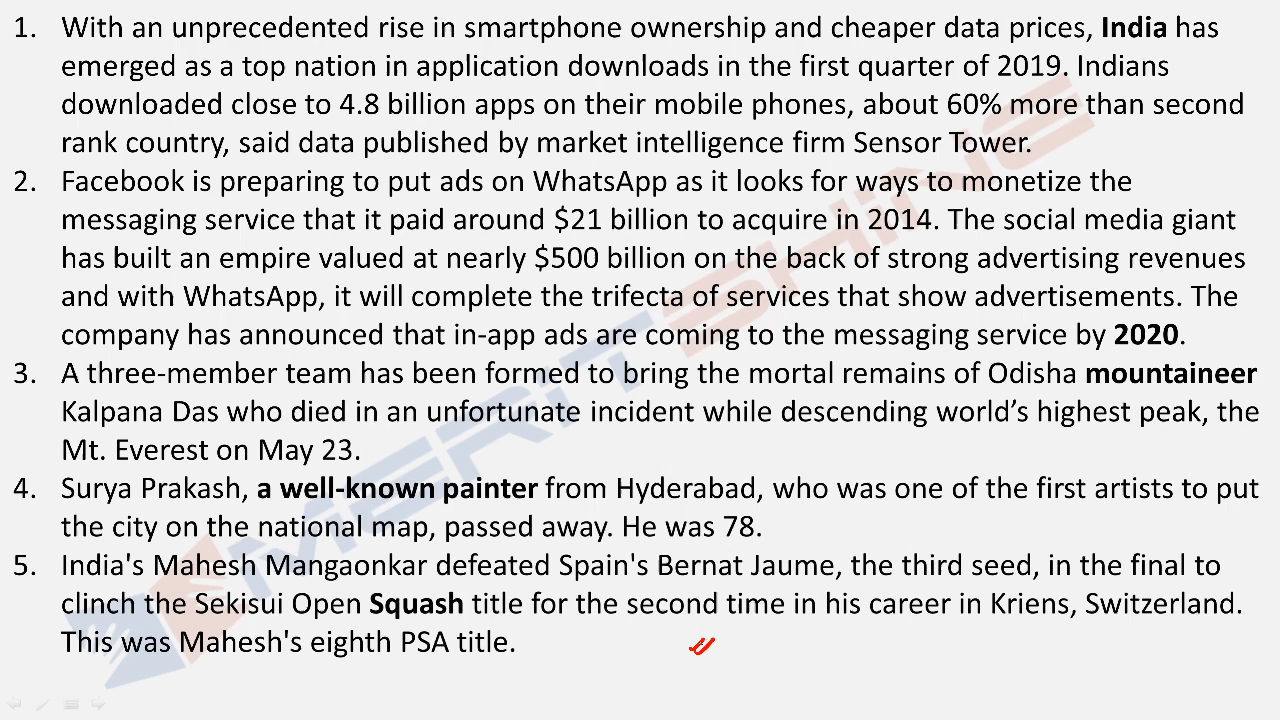 1. With an unprecedented rise in smartphone ownership and cheaper data prices, India has
emerged as a top nation in application downloads in the first quarter of 2019. Indians
downloaded close to 4.8 billion apps on their mobile phones, about 60% more than second
rank country, said data published by market intelligence firm Sensor Tower.
2. Facebook is preparing to put ads on WhatsApp as it looks for ways to monetize the
messaging service that it paid around $21 billion to acquire in 2014. The social media giant
has built an empire valued at nearly $500 billion on the back of strong advertising revenues
and with WhatsApp, it will complete the trifecta of services that show advertisements. The
company has announced that in-app ads are coming to the messaging service by 2020.
3. A three-member team has been formed to bring the mortal remains of Odisha mountaineer
Kalpana Das who died in an unfortunate incident while descending world’s highest peak, the
Mt. Everest on May 23.
4. Surya Prakash, a well-known painter from Hyderabad, who was one of the first artists to put
the city on the national map, passed away. He was 78.
5. India's Mahesh Mangaonkar defeated Spain's Bernat Jaume, the third seed, in the final to
clinch the Sekisui Open Squash title for the second time in his career in Kriens, Switzerland.
This was Mahesh's eighth PSA title.
MERITSHINE